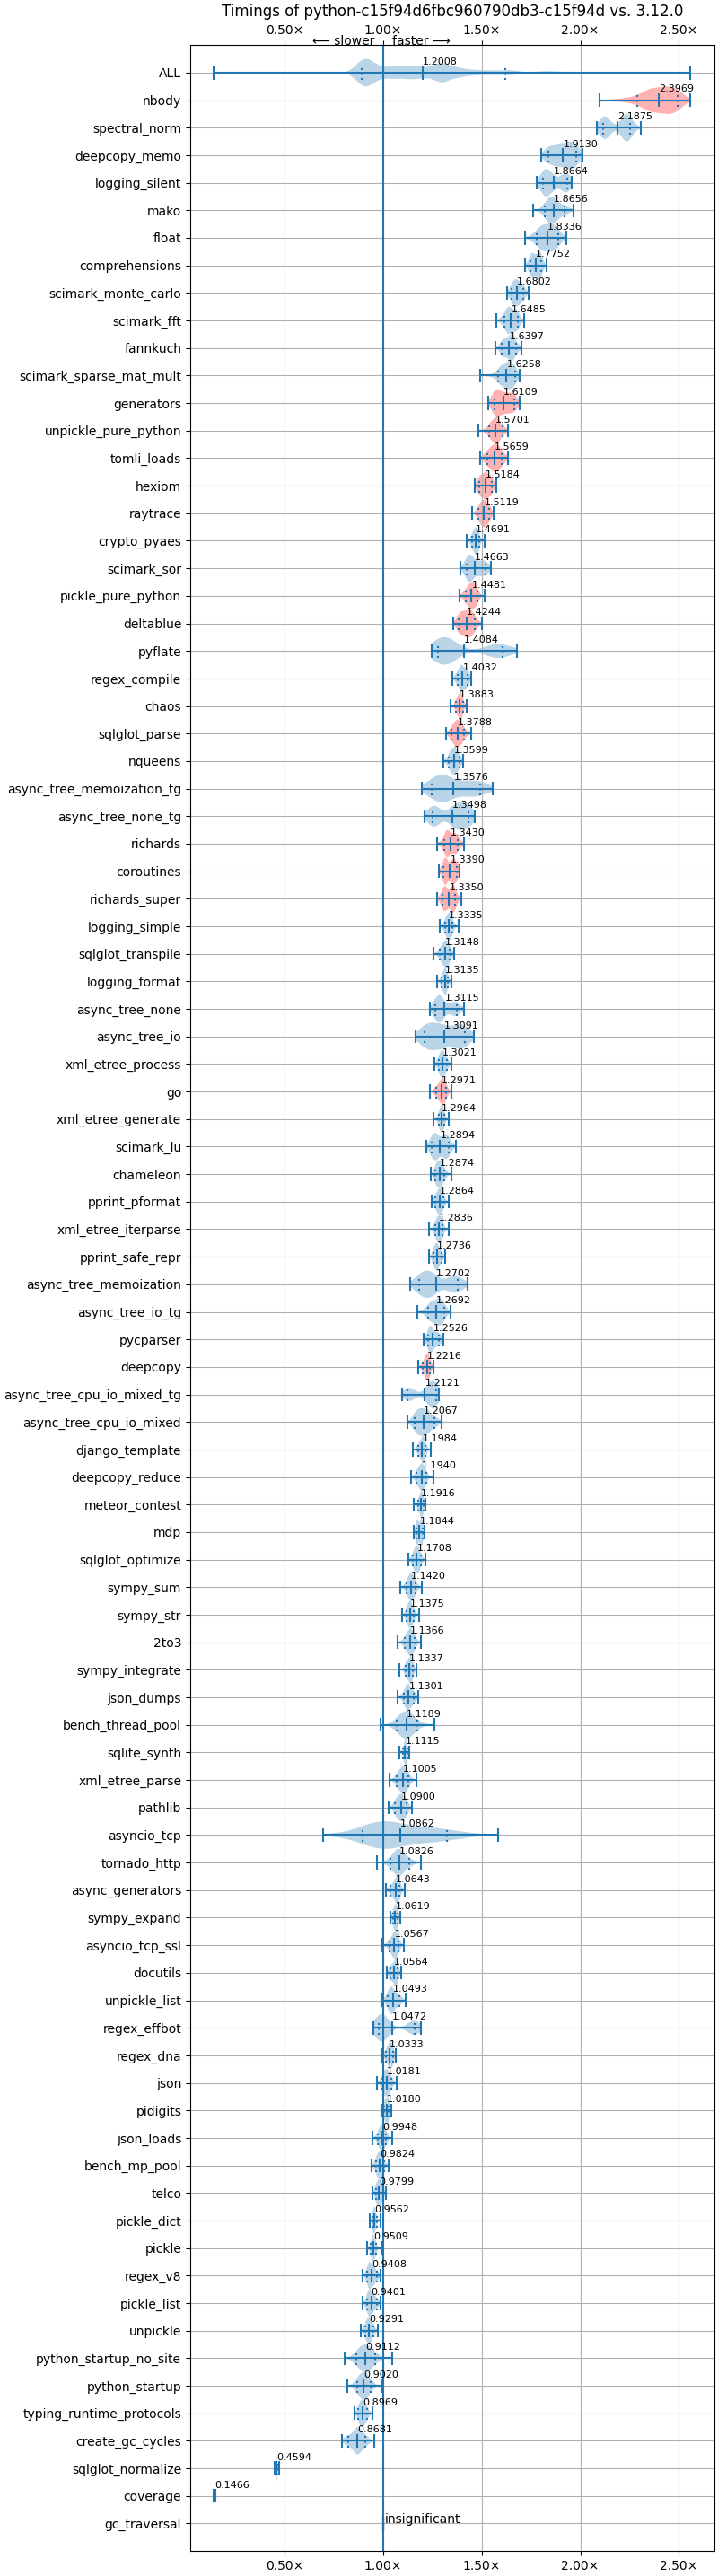 Timings of python-c15f94d6fbc960790db3-c15f94d vs. 3.12.0
0.50× 1.00× 1.50× 2.00× 2.50×
⟵ slower faster ⟶
ALL 1.2008
nbody 2.3969
spectral_norm 2.1875
deepcopy_memo 1.9130
logging_silent 1.8664
mako 1.8656
float 1.8336
comprehensions 1.7752
scimark_monte_carlo 1.6802
scimark_fft 1.6485
fannkuch 1.6397
scimark_sparse_mat_mult 1.6258
generators 1.6109
unpickle_pure_python 1.5701
tomli_loads 1.5659
hexiom 1.5184
raytrace 1.5119
crypto_pyaes 1.4691
scimark_sor 1.4663
pickle_pure_python 1.4481
deltablue 1.4244
pyflate 1.4084
regex_compile 1.4032
chaos 1.3883
sqlglot_parse 1.3788
nqueens 1.3599
async_tree_memoization_tg 1.3576
async_tree_none_tg 1.3498
richards 1.3430
coroutines 1.3390
richards_super 1.3350
logging_simple 1.3335
sqlglot_transpile 1.3148
logging_format 1.3135
async_tree_none 1.3115
async_tree_io 1.3091
xml_etree_process 1.3021
go 1.2971
xml_etree_generate 1.2964
scimark_lu 1.2894
chameleon 1.2874
pprint_pformat 1.2864
xml_etree_iterparse 1.2836
pprint_safe_repr 1.2736
async_tree_memoization 1.2702
async_tree_io_tg 1.2692
pycparser 1.2526
deepcopy 1.2216
async_tree_cpu_io_mixed_tg 1.2121
async_tree_cpu_io_mixed 1.2067
django_template 1.1984
deepcopy_reduce 1.1940
meteor_contest 1.1916
mdp 1.1844
sqlglot_optimize 1.1708
sympy_sum 1.1420
sympy_str 1.1375
2to3 1.1366
sympy_integrate 1.1337
json_dumps 1.1301
bench_thread_pool 1.1189
sqlite_synth 1.1115
xml_etree_parse 1.1005
pathlib 1.0900
asyncio_tcp 1.0862
tornado_http 1.0826
async_generators 1.0643
sympy_expand 1.0619
asyncio_tcp_ssl 1.0567
docutils 1.0564
unpickle_list 1.0493
regex_effbot 1.0472
regex_dna 1.0333
json 1.0181
pidigits 1.0180
json_loads 0.9948
bench_mp_pool 0.9824
telco 0.9799
pickle_dict 0.9562
pickle 0.9509
regex_v8 0.9408
pickle_list 0.9401
unpickle 0.9291
python_startup_no_site 0.9112
python_startup 0.9020
typing_runtime_protocols 0.8969
create_gc_cycles 0.8681
sqlglot_normalize 0.4594
coverage 0.1466
gc_traversal insignificant
0.50× 1.00× 1.50× 2.00× 2.50×